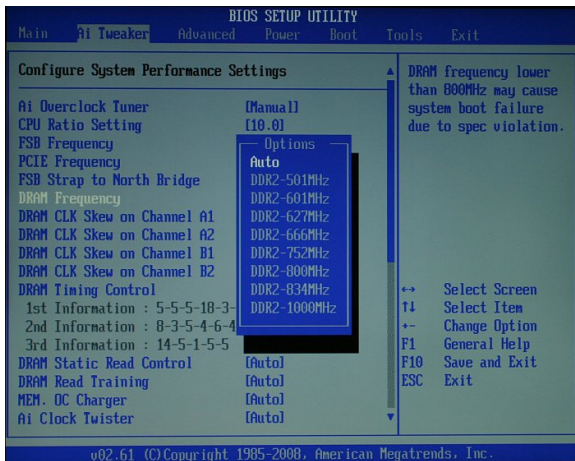 BIOS SETUP UTILITY
Main Ai Tweaker Advanced Power Boot Tools Exit
Configure System Performance Settings
Ai Overclock Tuner [Manual]
CPU Ratio Setting [10.0]
FSB Frequency
PCIE Frequency
FSB Strap to North Bridge
DRAM Frequency
DRAM CLK Skew on Channel A1
DRAM CLK Skew on Channel A2
DRAM CLK Skew on Channel B1
DRAM CLK Skew on Channel B2
DRAM Timing Control
1st Information : 5-5-5-18-3-
2nd Information : 8-3-5-4-6-4
3rd Information : 14-5-1-5-5
DRAM Static Read Control [Auto]
DRAM Read Training [Auto]
MEM. OC Charger [Auto]
Ai Clock Twister [Auto]
Options
Auto
DDR2-501MHz
DDR2-601MHz
DDR2-627MHz
DDR2-666MHz
DDR2-752MHz
DDR2-800MHz
DDR2-834MHz
DDR2-1000MHz
DRAM frequency lower
than 800MHz may cause
system boot failure
due to spec violation.
↔ Select Screen
↑↓ Select Item
+- Change Option
F1 General Help
F10 Save and Exit
ESC Exit
v02.61 (C)Copyright 1985-2008, American Megatrends, Inc.